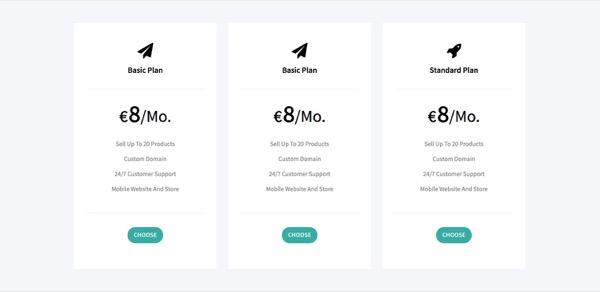 Basic Plan
€8/Mo.
Sell Up To 20 Products
Custom Domain
24/7 Customer Support
Mobile Website And Store
CHOOSE
Basic Plan
€8/Mo.
Sell Up To 20 Products
Custom Domain
24/7 Customer Support
Mobile Website And Store
CHOOSE
Standard Plan
€8/Mo.
Sell Up To 20 Products
Custom Domain
24/7 Customer Support
Mobile Website And Store
CHOOSE